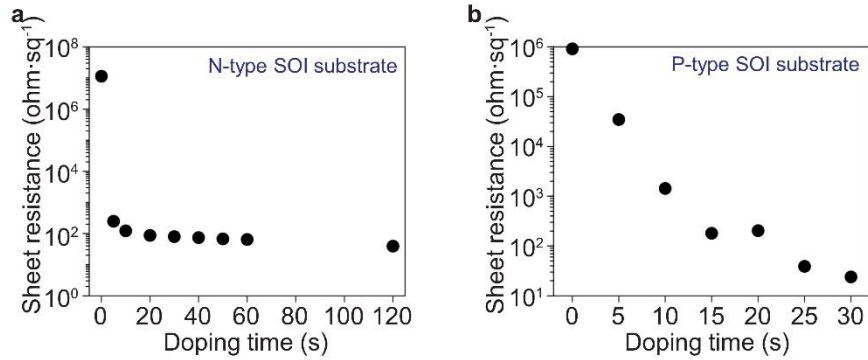 a
N-type SOI substrate
Sheet resistance (ohm·sq⁻¹)
10⁸
10⁶
10⁴
10²
10⁰
0 20 40 60 80 100 120
Doping time (s)
b
P-type SOI substrate
Sheet resistance (ohm·sq⁻¹)
10⁶
10⁵
10⁴
10³
10²
10¹
0 5 10 15 20 25 30
Doping time (s)